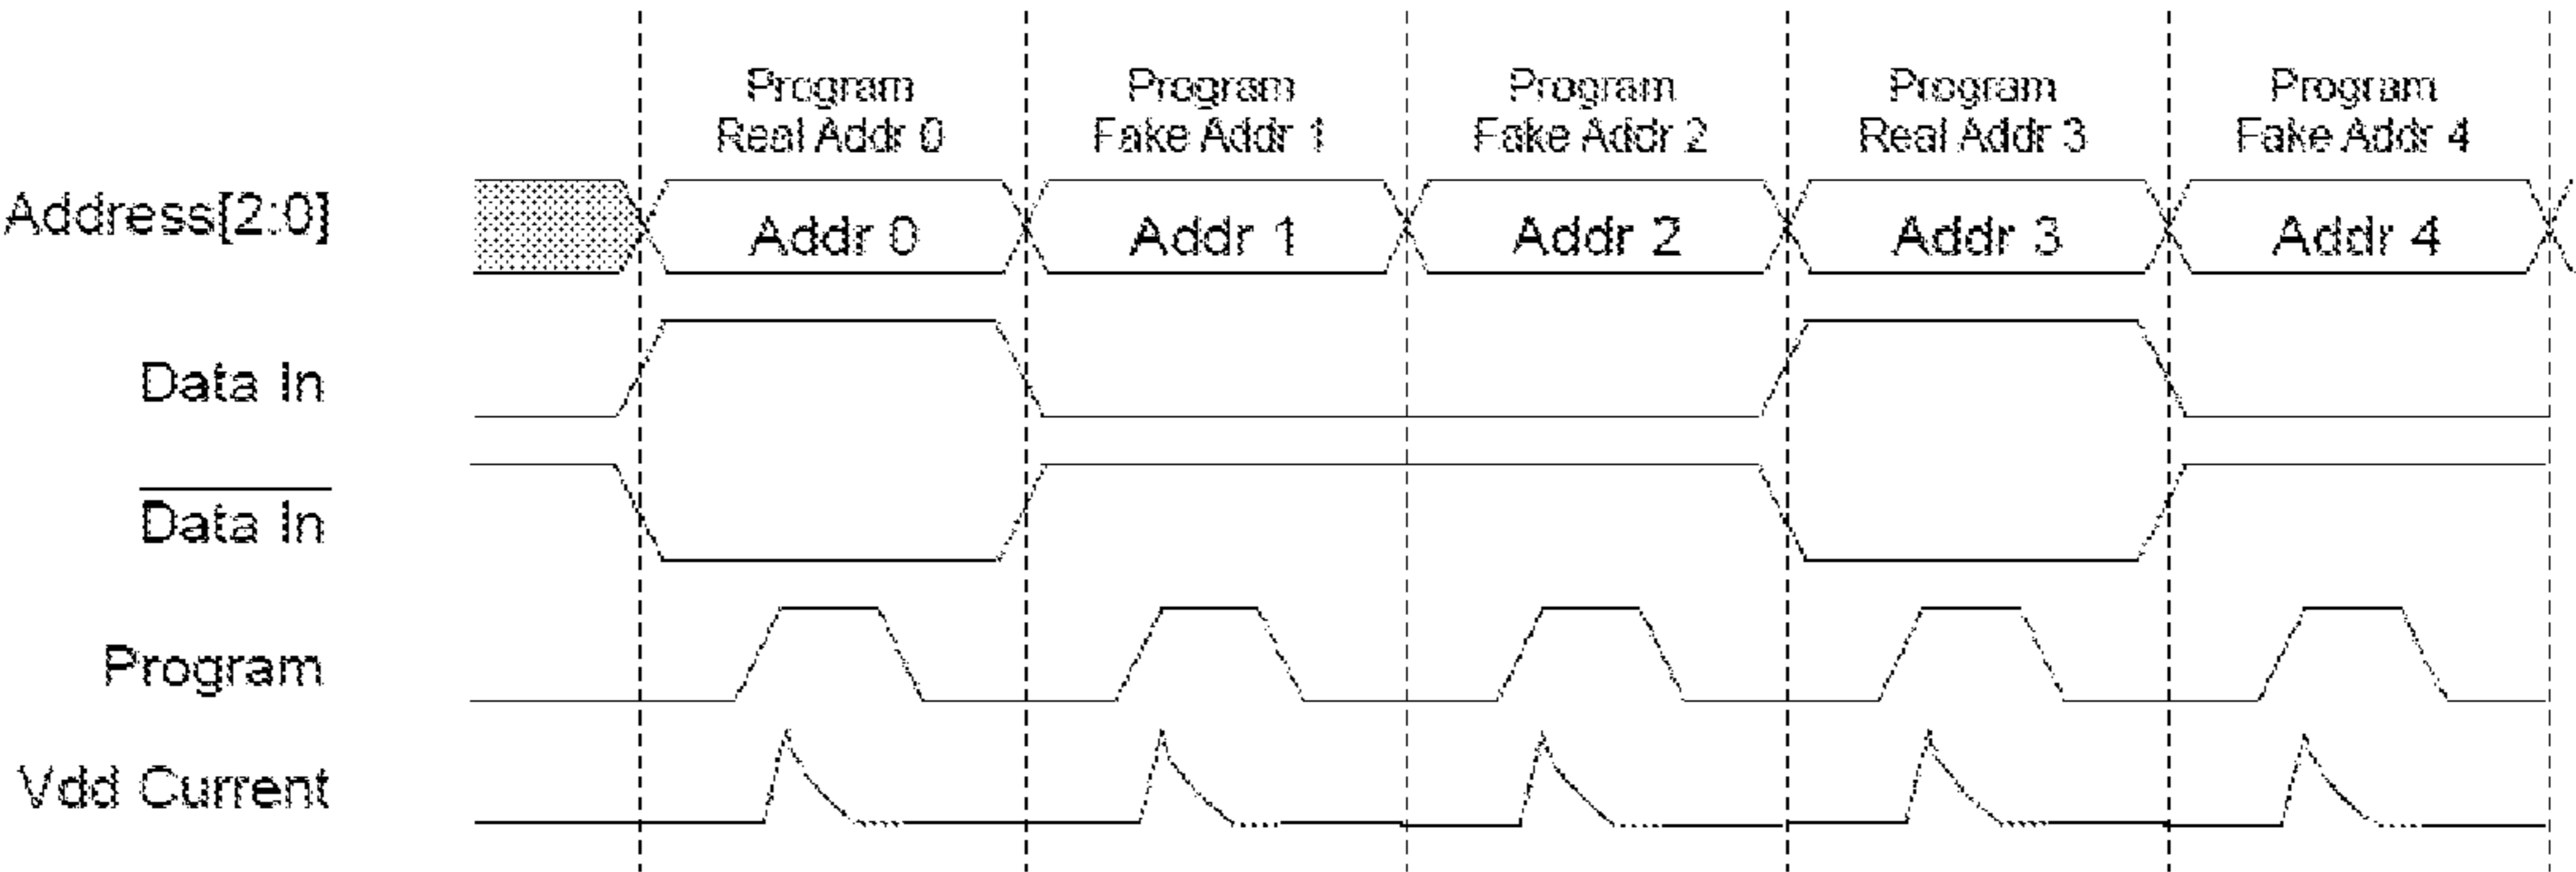 Program
Real Addr 0
Program
Fake Addr 1
Program
Fake Addr 2
Program
Real Addr 3
Program
Fake Addr 4
Address[2:0]
Addr 0
Addr 1
Addr 2
Addr 3
Addr 4
Data In
Data In
Program
Vdd Current